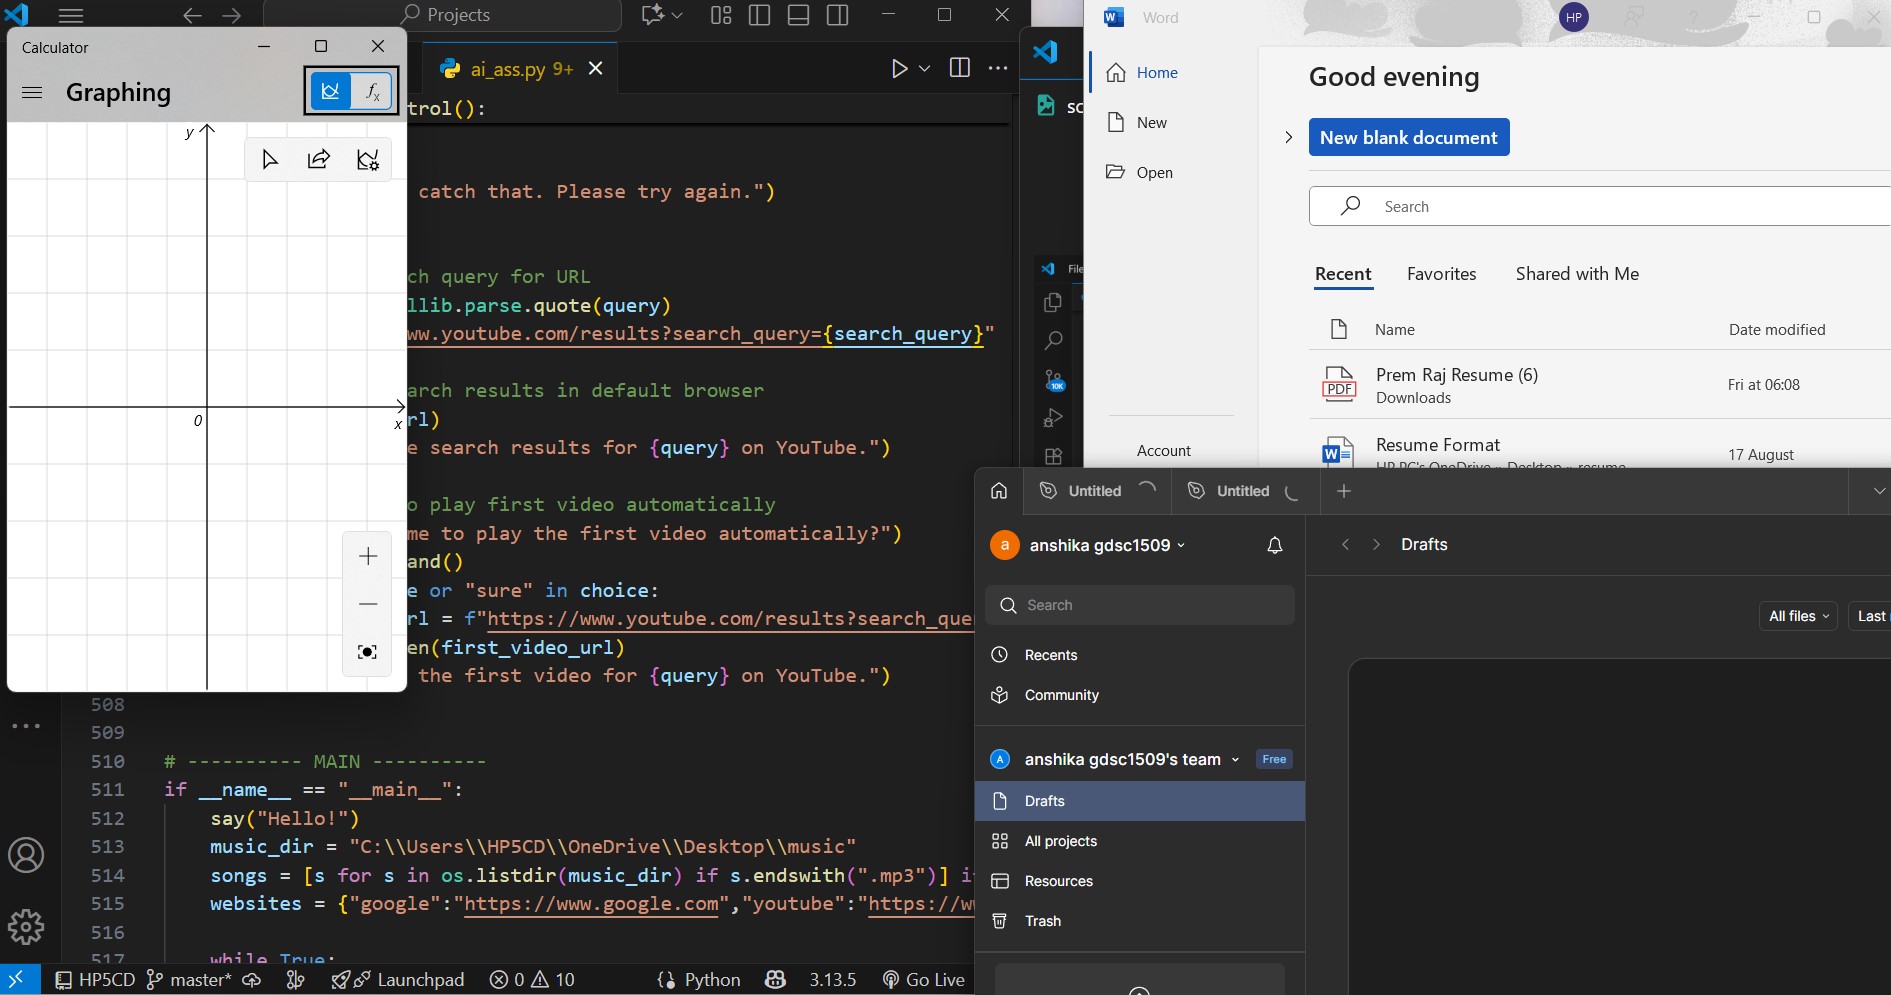 Projects
Calculator
Graphing
fx
y
0
x
ai_ass.py 9+
trol():
catch that. Please try again.")
ch query for URL
llib.parse.quote(query)
ww.youtube.com/results?search_query={search_query}"
arch results in default browser
rl)
e search results for {query} on YouTube.")
o play first video automatically
me to play the first video automatically?")
and()
e or "sure" in choice:
rl = f"https://www.youtube.com/results?search_que
en(first_video_url)
the first video for {query} on YouTube.")
508
509
510 # ---------- MAIN ----------
511 if __name__ == "__main__":
512 say("Hello!")
513 music_dir = "C:\\Users\\HP5CD\\OneDrive\\Desktop\\music"
514 songs = [s for s in os.listdir(music_dir) if s.endswith(".mp3")] i
515 websites = {"google":"https://www.google.com","youtube":"https://w
516
517 while True:
HP5CD master* Launchpad 0 10 Python 3.13.5 Go Live
sc
File
10K
Word
HP
?
Home
New
Open
Account
Good evening
New blank document
Search
Recent Favorites Shared with Me
Name Date modified
PDF
Prem Raj Resume (6)
Downloads
Fri at 06:08
W
Resume Format
HP PC's OneDrive » Desktop » resume
17 August
Untitled Untitled
a anshika gdsc1509
Search
Recents
Community
A anshika gdsc1509's team Free
Drafts
All projects
Resources
Trash
Drafts
All files Last